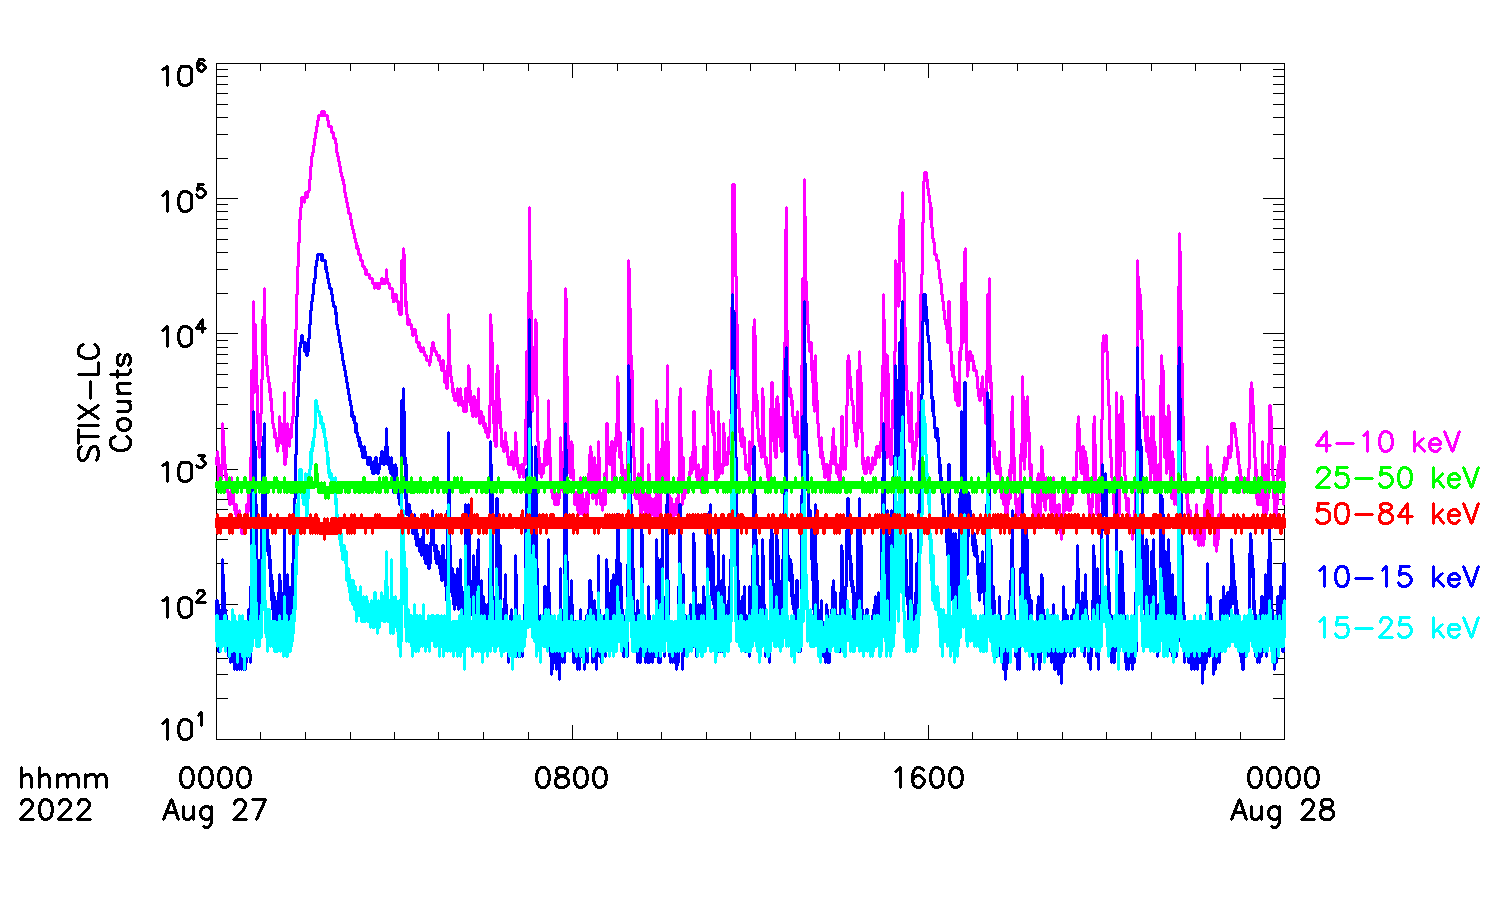 10^6
10^5
10^4
10^3
10^2
10^1
STIX-LC
Counts
4-10 keV
25-50 keV
50-84 keV
10-15 keV
15-25 keV
hhmm 0000 0800 1600 0000
2022 Aug 27 Aug 28